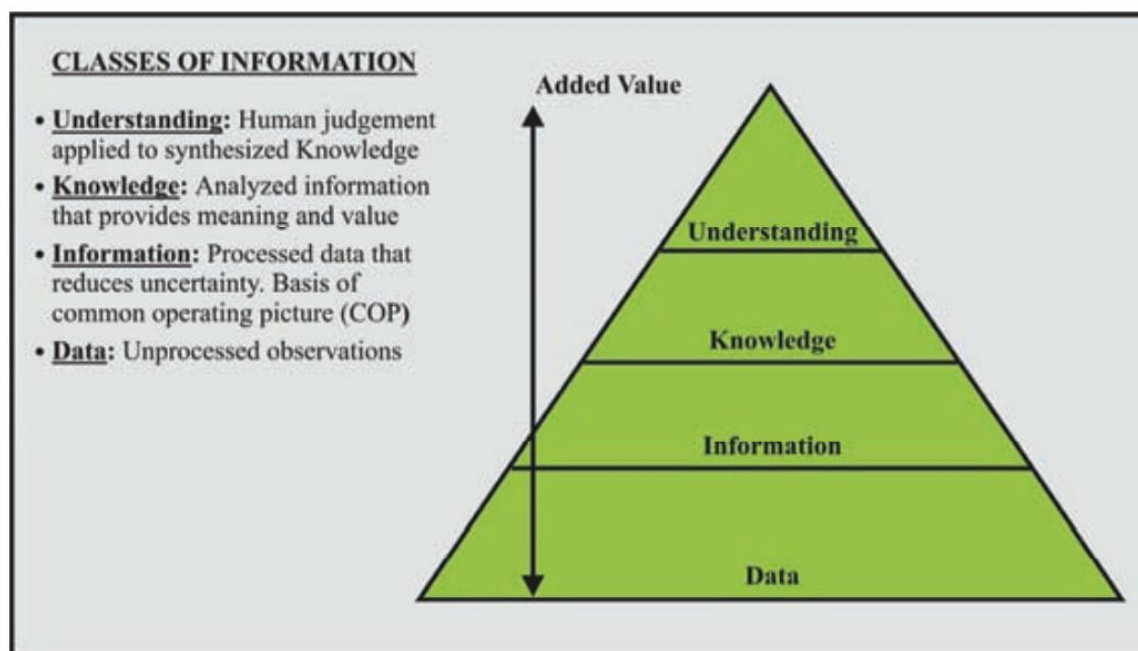 CLASSES OF INFORMATION
• Understanding: Human judgement
applied to synthesized Knowledge
• Knowledge: Analyzed information
that provides meaning and value
• Information: Processed data that
reduces uncertainty. Basis of
common operating picture (COP)
• Data: Unprocessed observations
Added Value
Understanding
Knowledge
Information
Data